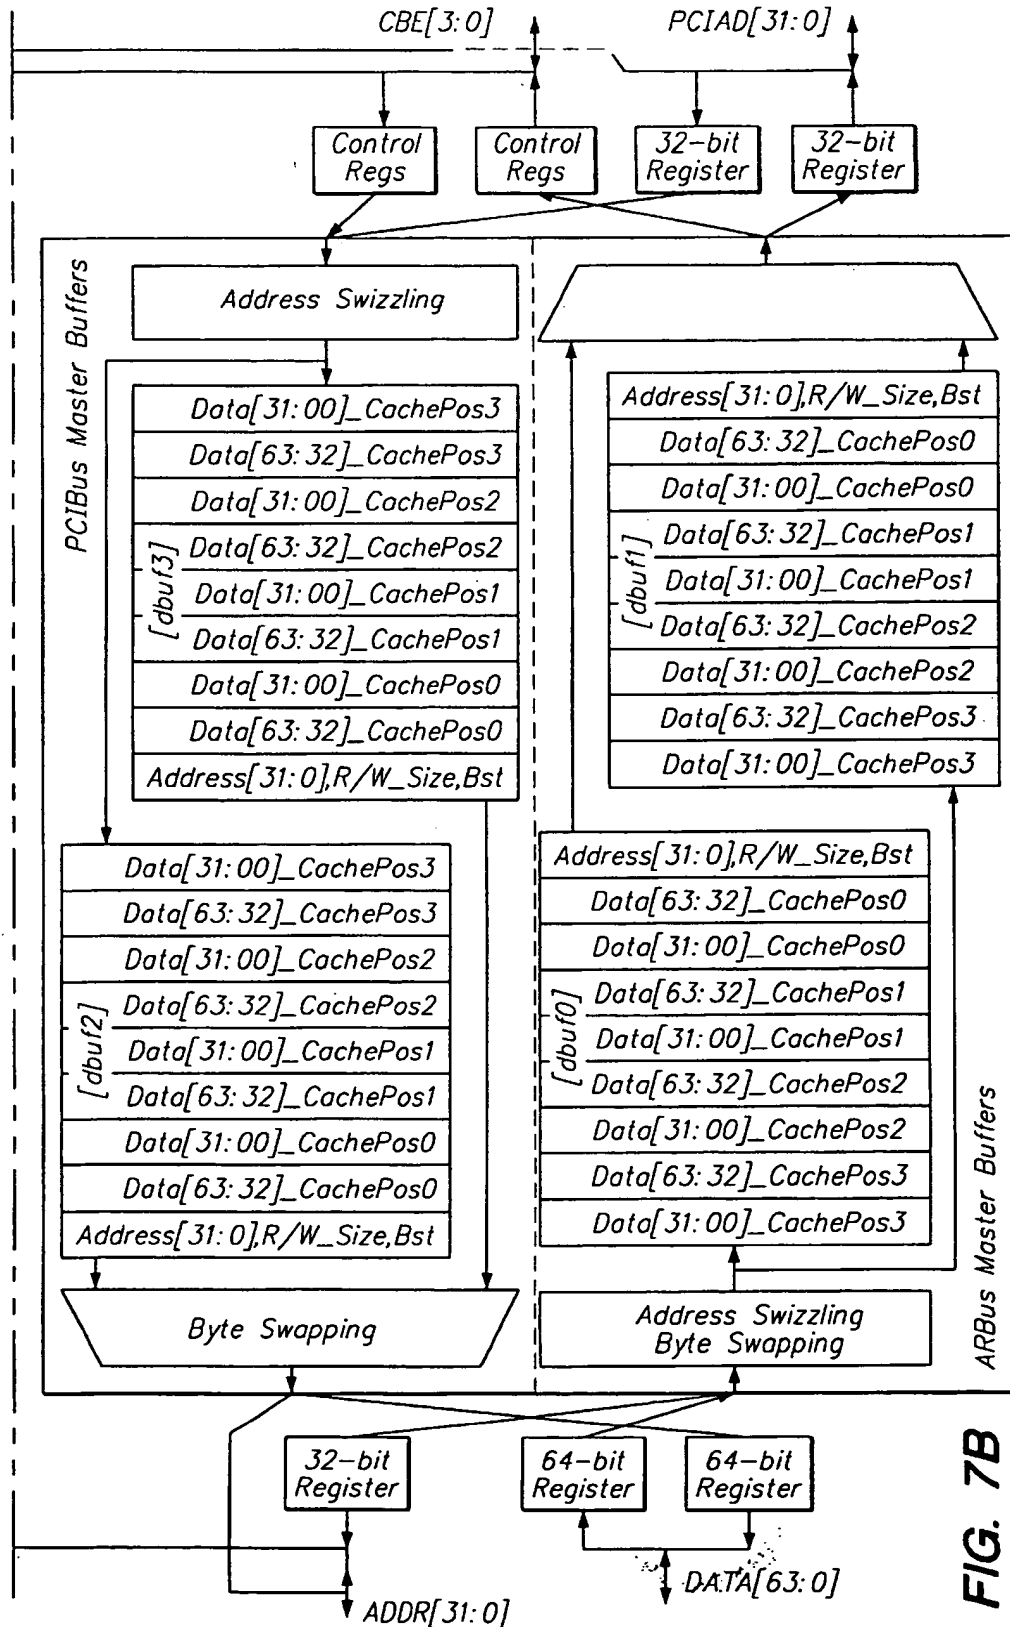 CBE[3:0]
PCIAD[31:0]
Control
Regs
Control
Regs
32-bit
Register
32-bit
Register
PCIBus Master Buffers
Address Swizzling
Data[31:00]_CachePos3
Data[63:32]_CachePos3
Data[31:00]_CachePos2
Data[63:32]_CachePos2
Data[31:00]_CachePos1
Data[63:32]_CachePos1
Data[31:00]_CachePos0
Data[63:32]_CachePos0
Address[31:0],R/W_Size,Bst
[dbuf3]
Address[31:0],R/W_Size,Bst
Data[63:32]_CachePos0
Data[31:00]_CachePos0
Data[63:32]_CachePos1
Data[31:00]_CachePos1
Data[63:32]_CachePos2
Data[31:00]_CachePos2
Data[63:32]_CachePos3
Data[31:00]_CachePos3
[dbuf1]
Data[31:00]_CachePos3
Data[63:32]_CachePos3
Data[31:00]_CachePos2
Data[63:32]_CachePos2
Data[31:00]_CachePos1
Data[63:32]_CachePos1
Data[31:00]_CachePos0
Data[63:32]_CachePos0
Address[31:0],R/W_Size,Bst
[dbuf2]
Address[31:0],R/W_Size,Bst
Data[63:32]_CachePos0
Data[31:00]_CachePos0
Data[63:32]_CachePos1
Data[31:00]_CachePos1
Data[63:32]_CachePos2
Data[31:00]_CachePos2
Data[63:32]_CachePos3
Data[31:00]_CachePos3
[dbuf0]
Byte Swapping
Address Swizzling
Byte Swapping
ARBus Master Buffers
32-bit
Register
64-bit
Register
64-bit
Register
ADDR[31:0]
DATA[63:0]
FIG. 7B